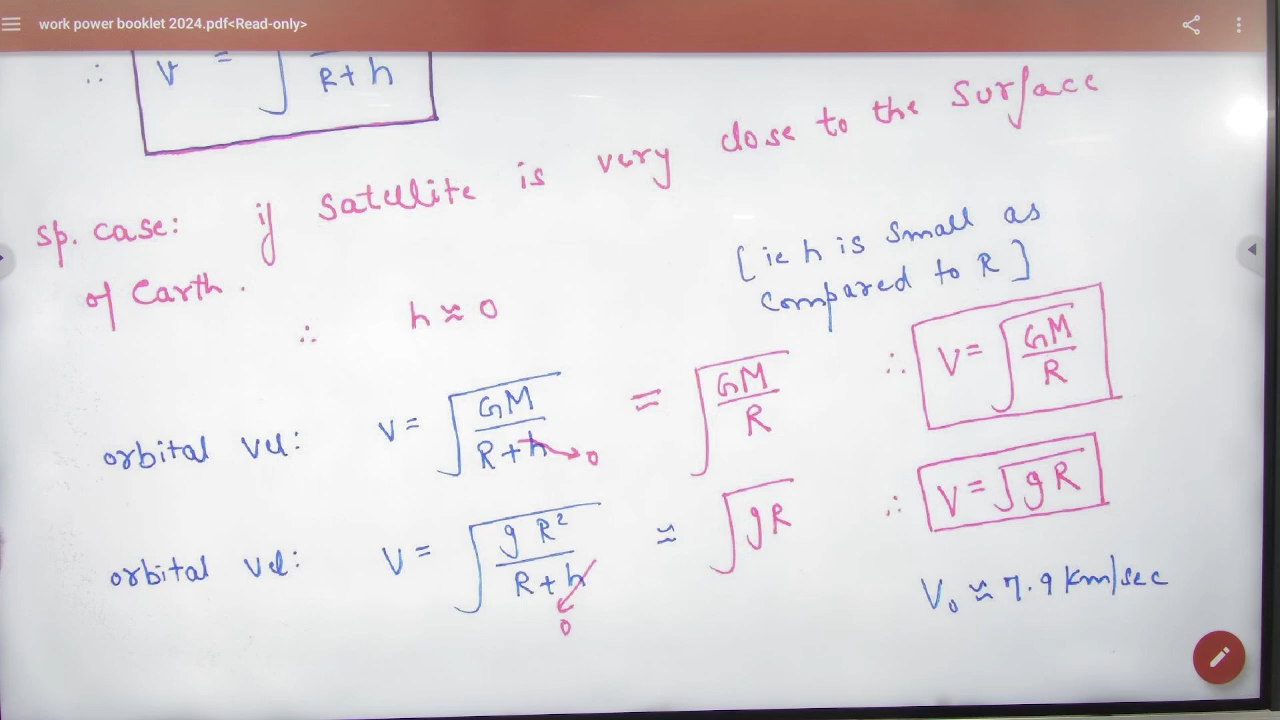 work power booklet 2024.pdf<Read-only>
∴ V = √ R+h
sp. case: if satellite is very close to the surface
of Earth.
[ie h is small as
compared to R]
∴ h ≈ 0
orbital vel: V = √(GM/(R+h)) → 0 = √(GM/R) ∴ V = √(GM/R)
orbital vel: V = √(gR²/(R+h)) → 0 ≈ √gR ∴ V = √gR
V₀ ≈ 7.9 km/sec